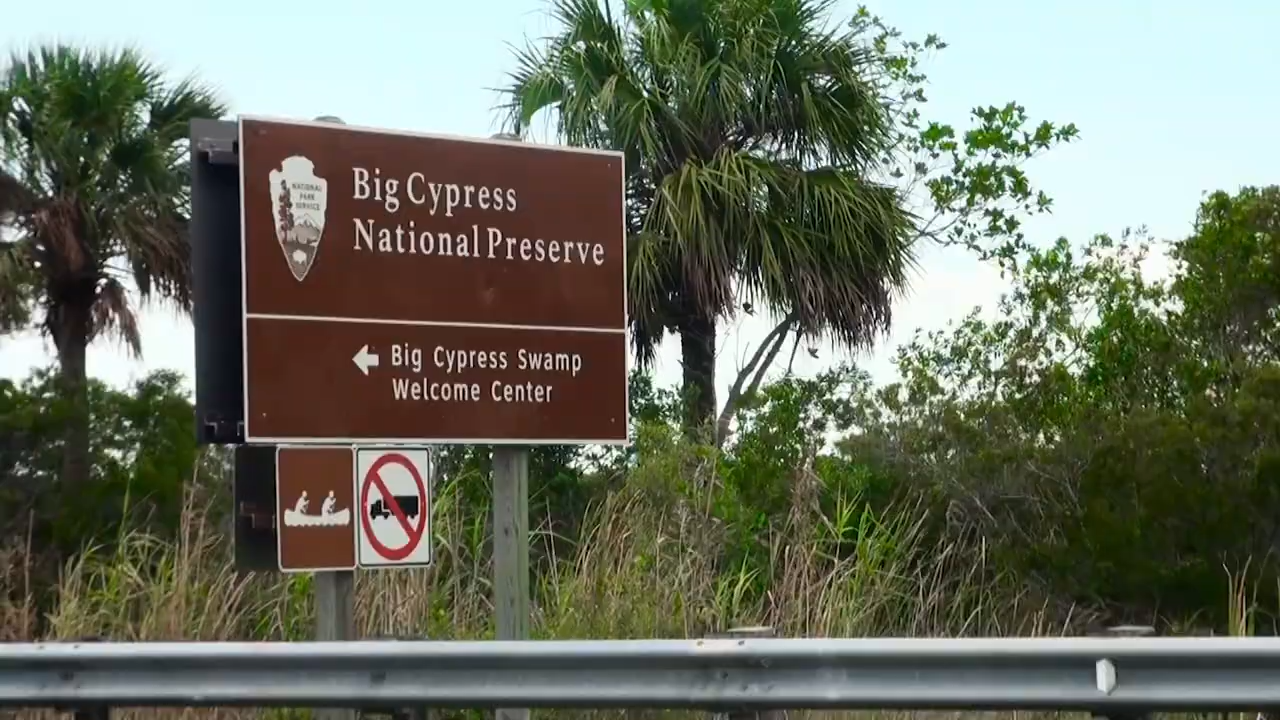 NATIONAL
PARK
SERVICE
Big Cypress
National Preserve
Big Cypress Swamp
Welcome Center